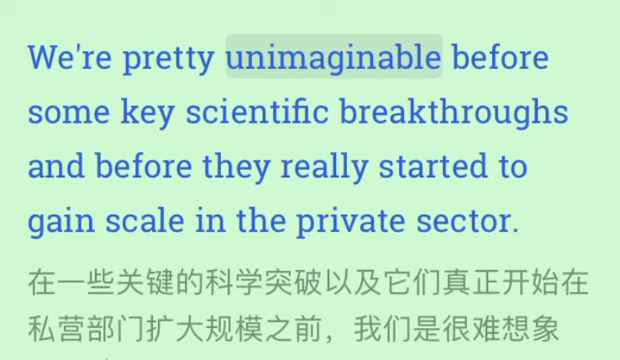 We're pretty unimaginable before
some key scientific breakthroughs
and before they really started to
gain scale in the private sector.
在一些关键的科学突破以及它们真正开始在
私营部门扩大规模之前，我们是很难想象